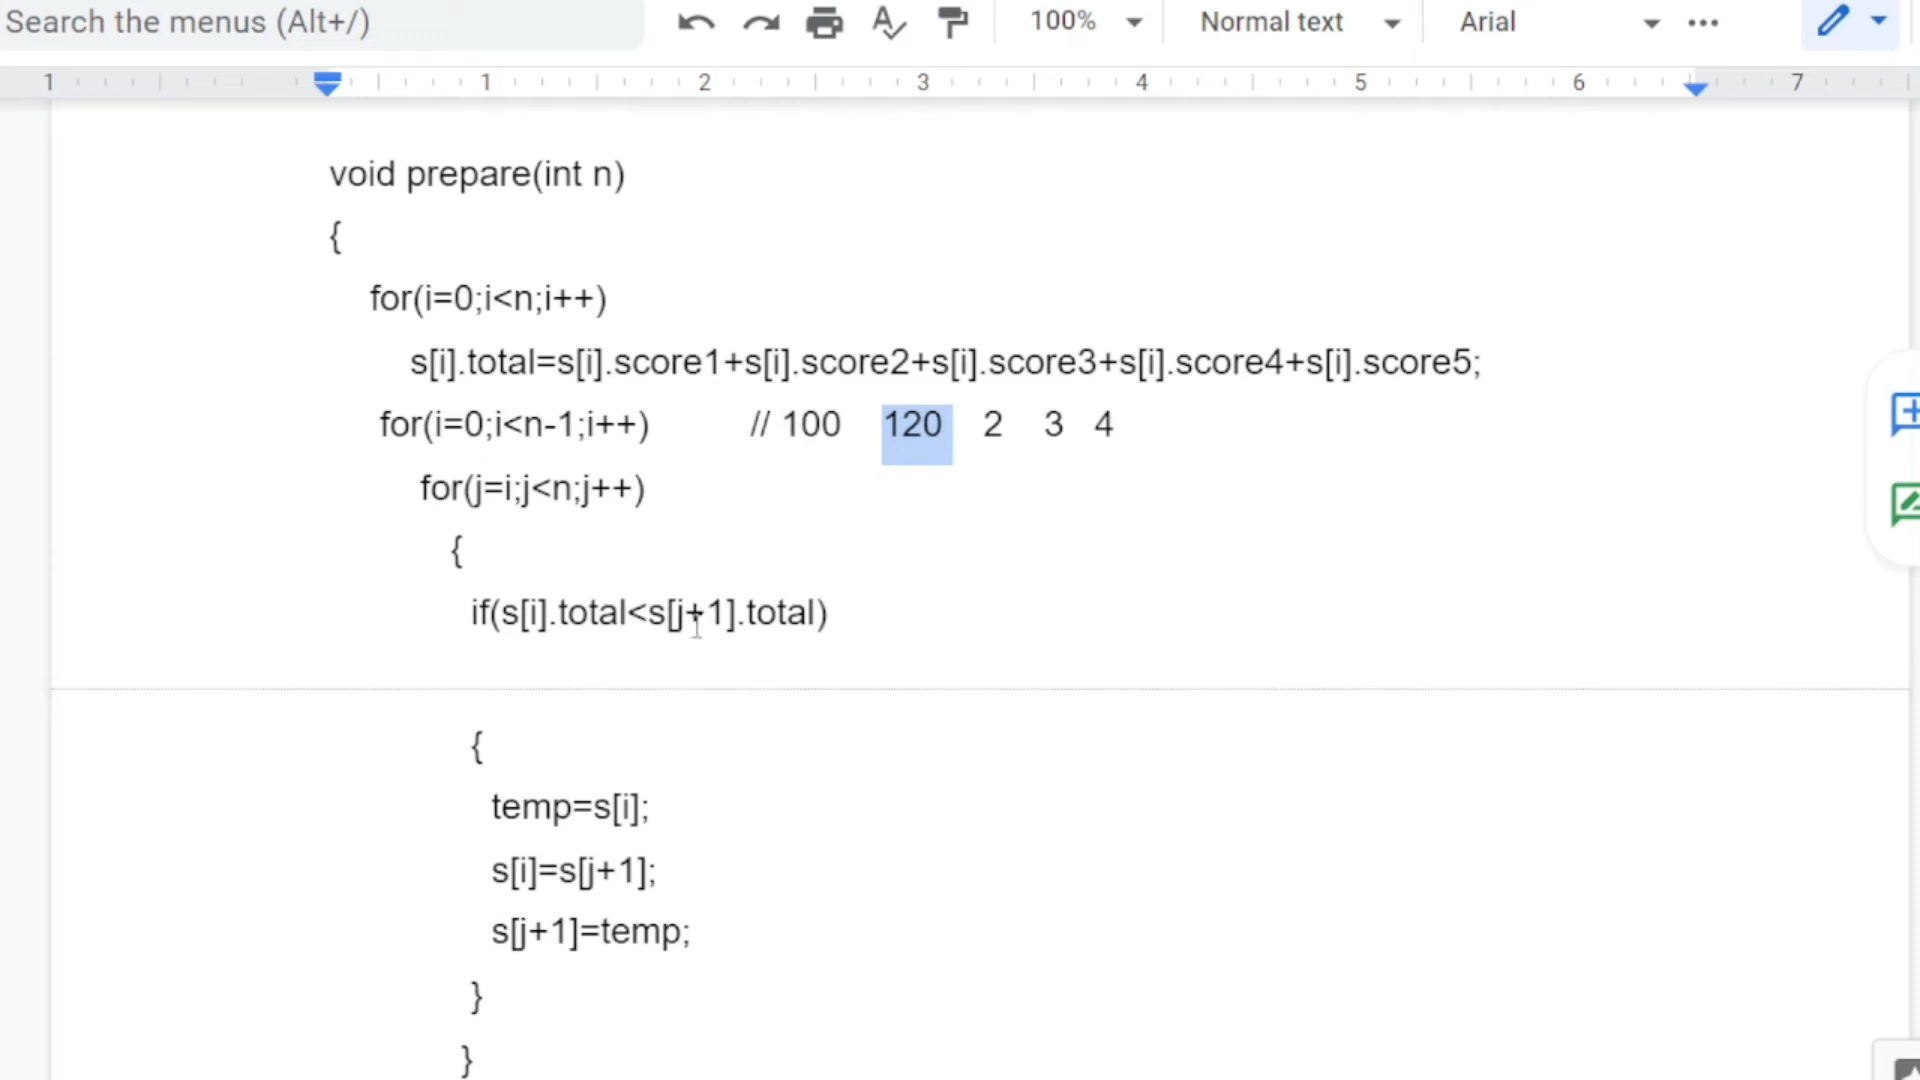 Search the menus (Alt+/) 100% Normal text Arial
1 1 2 3 4 5 6 7
void prepare(int n)
{
for(i=0;i<n;i++)
s[i].total=s[i].score1+s[i].score2+s[i].score3+s[i].score4+s[i].score5;
for(i=0;i<n-1;i++) // 100 120 2 3 4
for(j=i;j<n;j++)
{
if(s[i].total<s[j+1].total)
{
temp=s[i];
s[i]=s[j+1];
s[j+1]=temp;
}
}